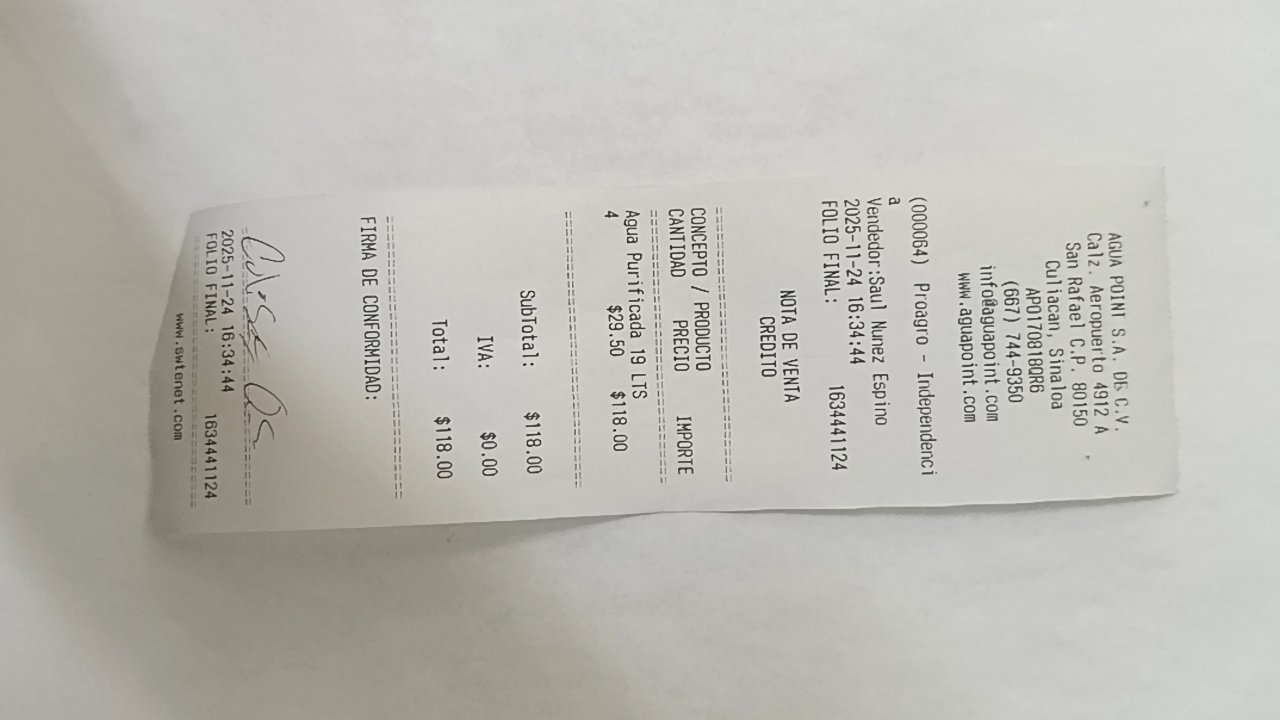 AGUA POINT S.A. DE C.V.
Calz. Aeropuerto 4912 A
San Rafael C.P. 80150
Culiacan, Sinaloa
APO170818QR6
(667) 744-9350
info@aguapoint.com
www.aguapoint.com
(000064) Proagro - Independenci
a
Vendedor:Saul Nunez Espino
2025-11-24 16:34:44
FOLIO FINAL: 1634441124
NOTA DE VENTA
CREDITO
CONCEPTO / PRODUCTO
CANTIDAD PRECIO IMPORTE
Agua Purificada 19 LTS
4 $29.50 $118.00
SubTotal: $118.00
IVA: $0.00
Total: $118.00
FIRMA DE CONFORMIDAD:
2025-11-24 16:34:44
FOLIO FINAL: 1634441124
www.swtenet.com